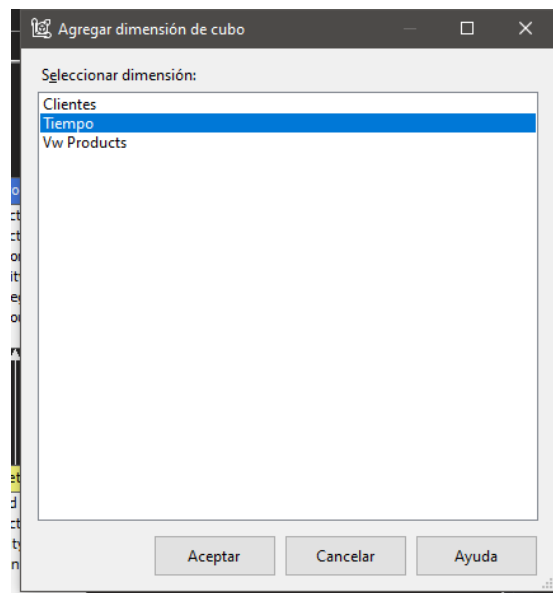 Agregar dimensión de cubo
Seleccionar dimensión:
Clientes
Tiempo
Vw Products
Aceptar
Cancelar
Ayuda